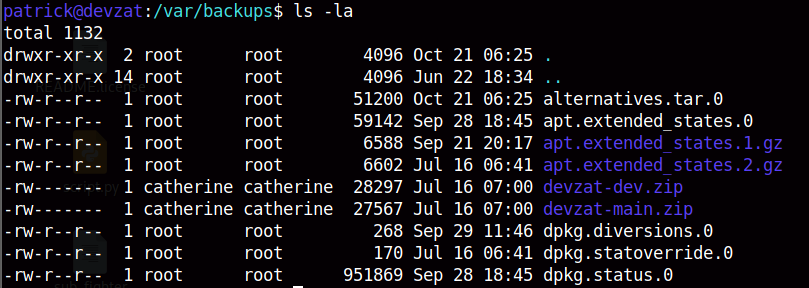 patrick@devzat:/var/backups$ ls -la
total 1132
drwxr-xr-x  2 root      root        4096 Oct 21 06:25 .
drwxr-xr-x 14 root      root        4096 Jun 22 18:34 ..
-rw-r--r--  1 root      root       51200 Oct 21 06:25 alternatives.tar.0
-rw-r--r--  1 root      root       59142 Sep 28 18:45 apt.extended_states.0
-rw-r--r--  1 root      root        6588 Sep 21 20:17 apt.extended_states.1.gz
-rw-r--r--  1 root      root        6602 Jul 16 06:41 apt.extended_states.2.gz
-rw-------  1 catherine catherine  28297 Jul 16 07:00 devzat-dev.zip
-rw-------  1 catherine catherine  27567 Jul 16 07:00 devzat-main.zip
-rw-r--r--  1 root      root         268 Sep 29 11:46 dpkg.diversions.0
-rw-r--r--  1 root      root         170 Jul 16 06:41 dpkg.statoverride.0
-rw-r--r--  1 root      root      951869 Sep 28 18:45 dpkg.status.0